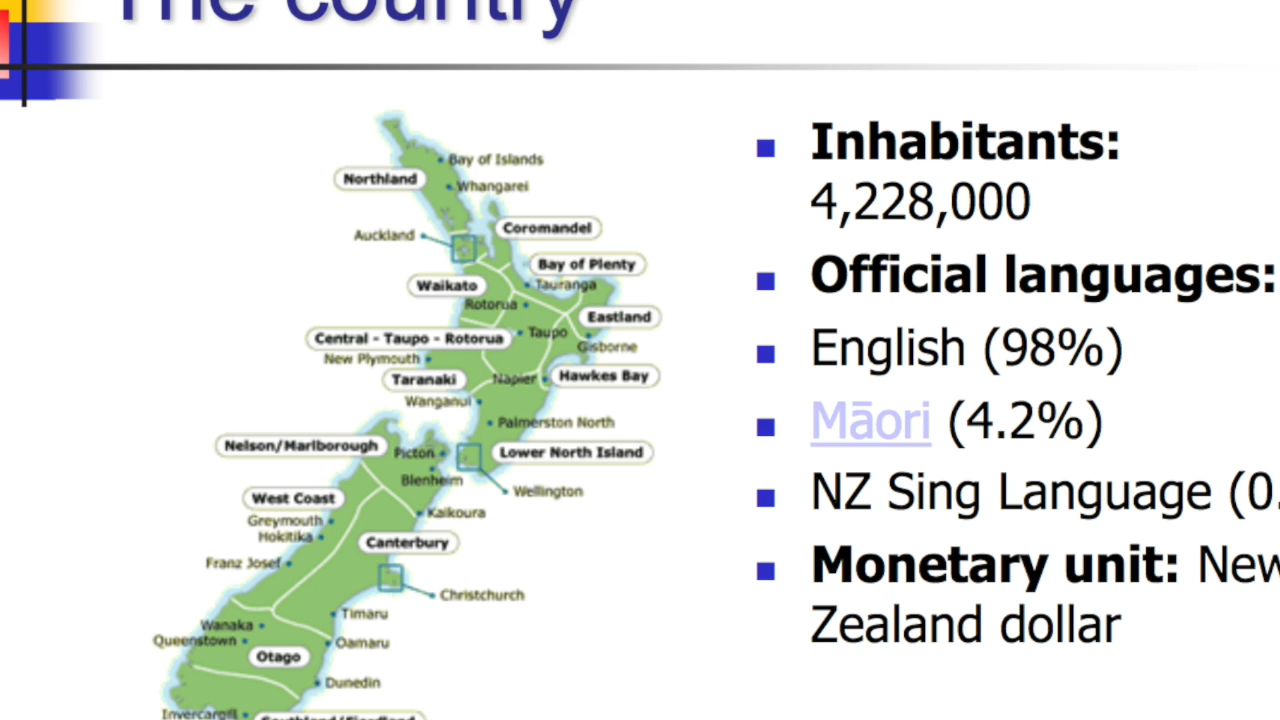 The country
Bay of Islands
Northland
Whangarei
Coromandel
Auckland
Bay of Plenty
Waikato
Tauranga
Rotorua
Eastland
Taupo
Central - Taupo - Rotorua
Gisborne
New Plymouth
Taranaki
Napier
Hawkes Bay
Wanganui
Palmerston North
Nelson/Marlborough
Picton
Lower North Island
Blenheim
Wellington
West Coast
Kaikoura
Greymouth
Hokitika
Canterbury
Franz Josef
Christchurch
Timaru
Wanaka
Queenstown
Oamaru
Otago
Dunedin
Invercargill
Southland/Fiordland
Inhabitants:
4,228,000
Official languages:
English (98%)
Māori (4.2%)
NZ Sing Language (0.
Monetary unit: New
Zealand dollar